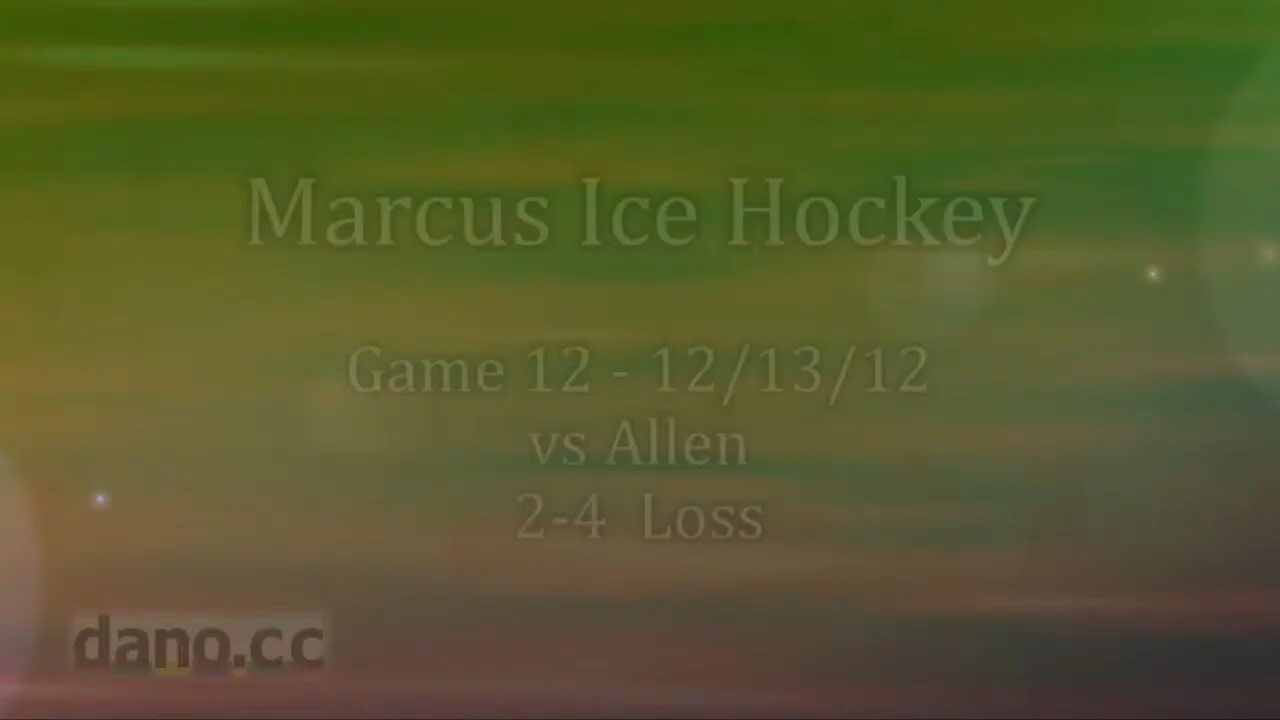 Marcus Ice Hockey
Game 12 - 12/13/12
vs Allen
2-4 Loss
dano.cc